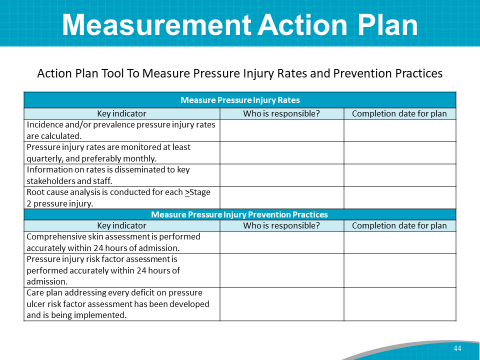 Measurement Action Plan
Action Plan Tool To Measure Pressure Injury Rates and Prevention Practices
Measure Pressure Injury Rates
Key indicator Who is responsible? Completion date for plan
Incidence and/or prevalence pressure injury rates
are calculated.
Pressure injury rates are monitored at least
quarterly, and preferably monthly.
Information on rates is disseminated to key
stakeholders and staff.
Root cause analysis is conducted for each >Stage
2 pressure injury.
Measure Pressure Injury Prevention Practices
Key indicator Who is responsible? Completion date for plan
Comprehensive skin assessment is performed
accurately within 24 hours of admission.
Pressure injury risk factor assessment is
performed accurately within 24 hours of
admission.
Care plan addressing every deficit on pressure
ulcer risk factor assessment has been developed
and is being implemented.
44